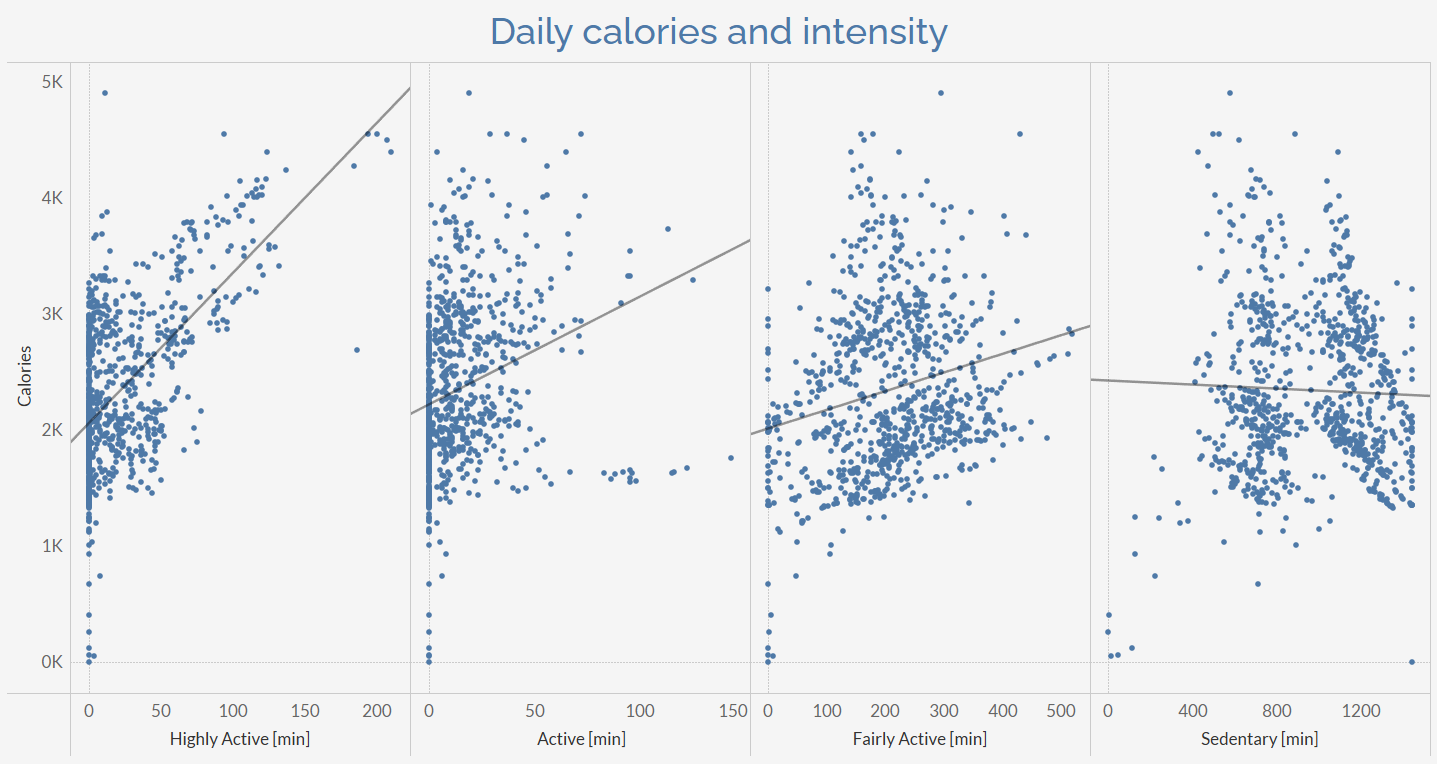 Daily calories and intensity
5K
4K
3K
2K
1K
0K
Calories
0 50 100 150 200
0 50 100 150
0 100 200 300 400 500
0 400 800 1200
Highly Active [min]
Active [min]
Fairly Active [min]
Sedentary [min]